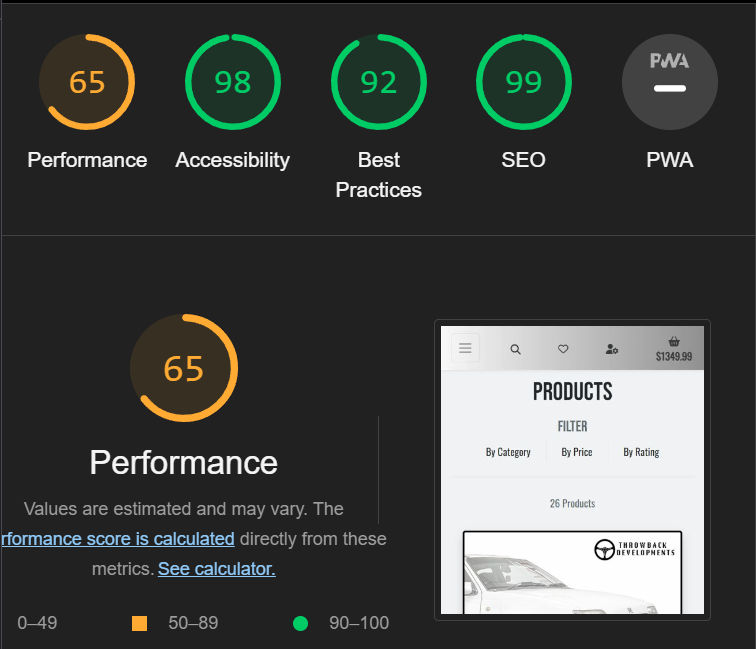 65
98
92
99
PWA
Performance
Accessibility
Best
Practices
SEO
PWA
65
Performance
Values are estimated and may vary. The
rformance score is calculated directly from these
metrics. See calculator.
0–49
50–89
90–100
$1349.99
PRODUCTS
FILTER
By Category
By Price
By Rating
26 Products
THROWBACK
DEVELOPMENTS